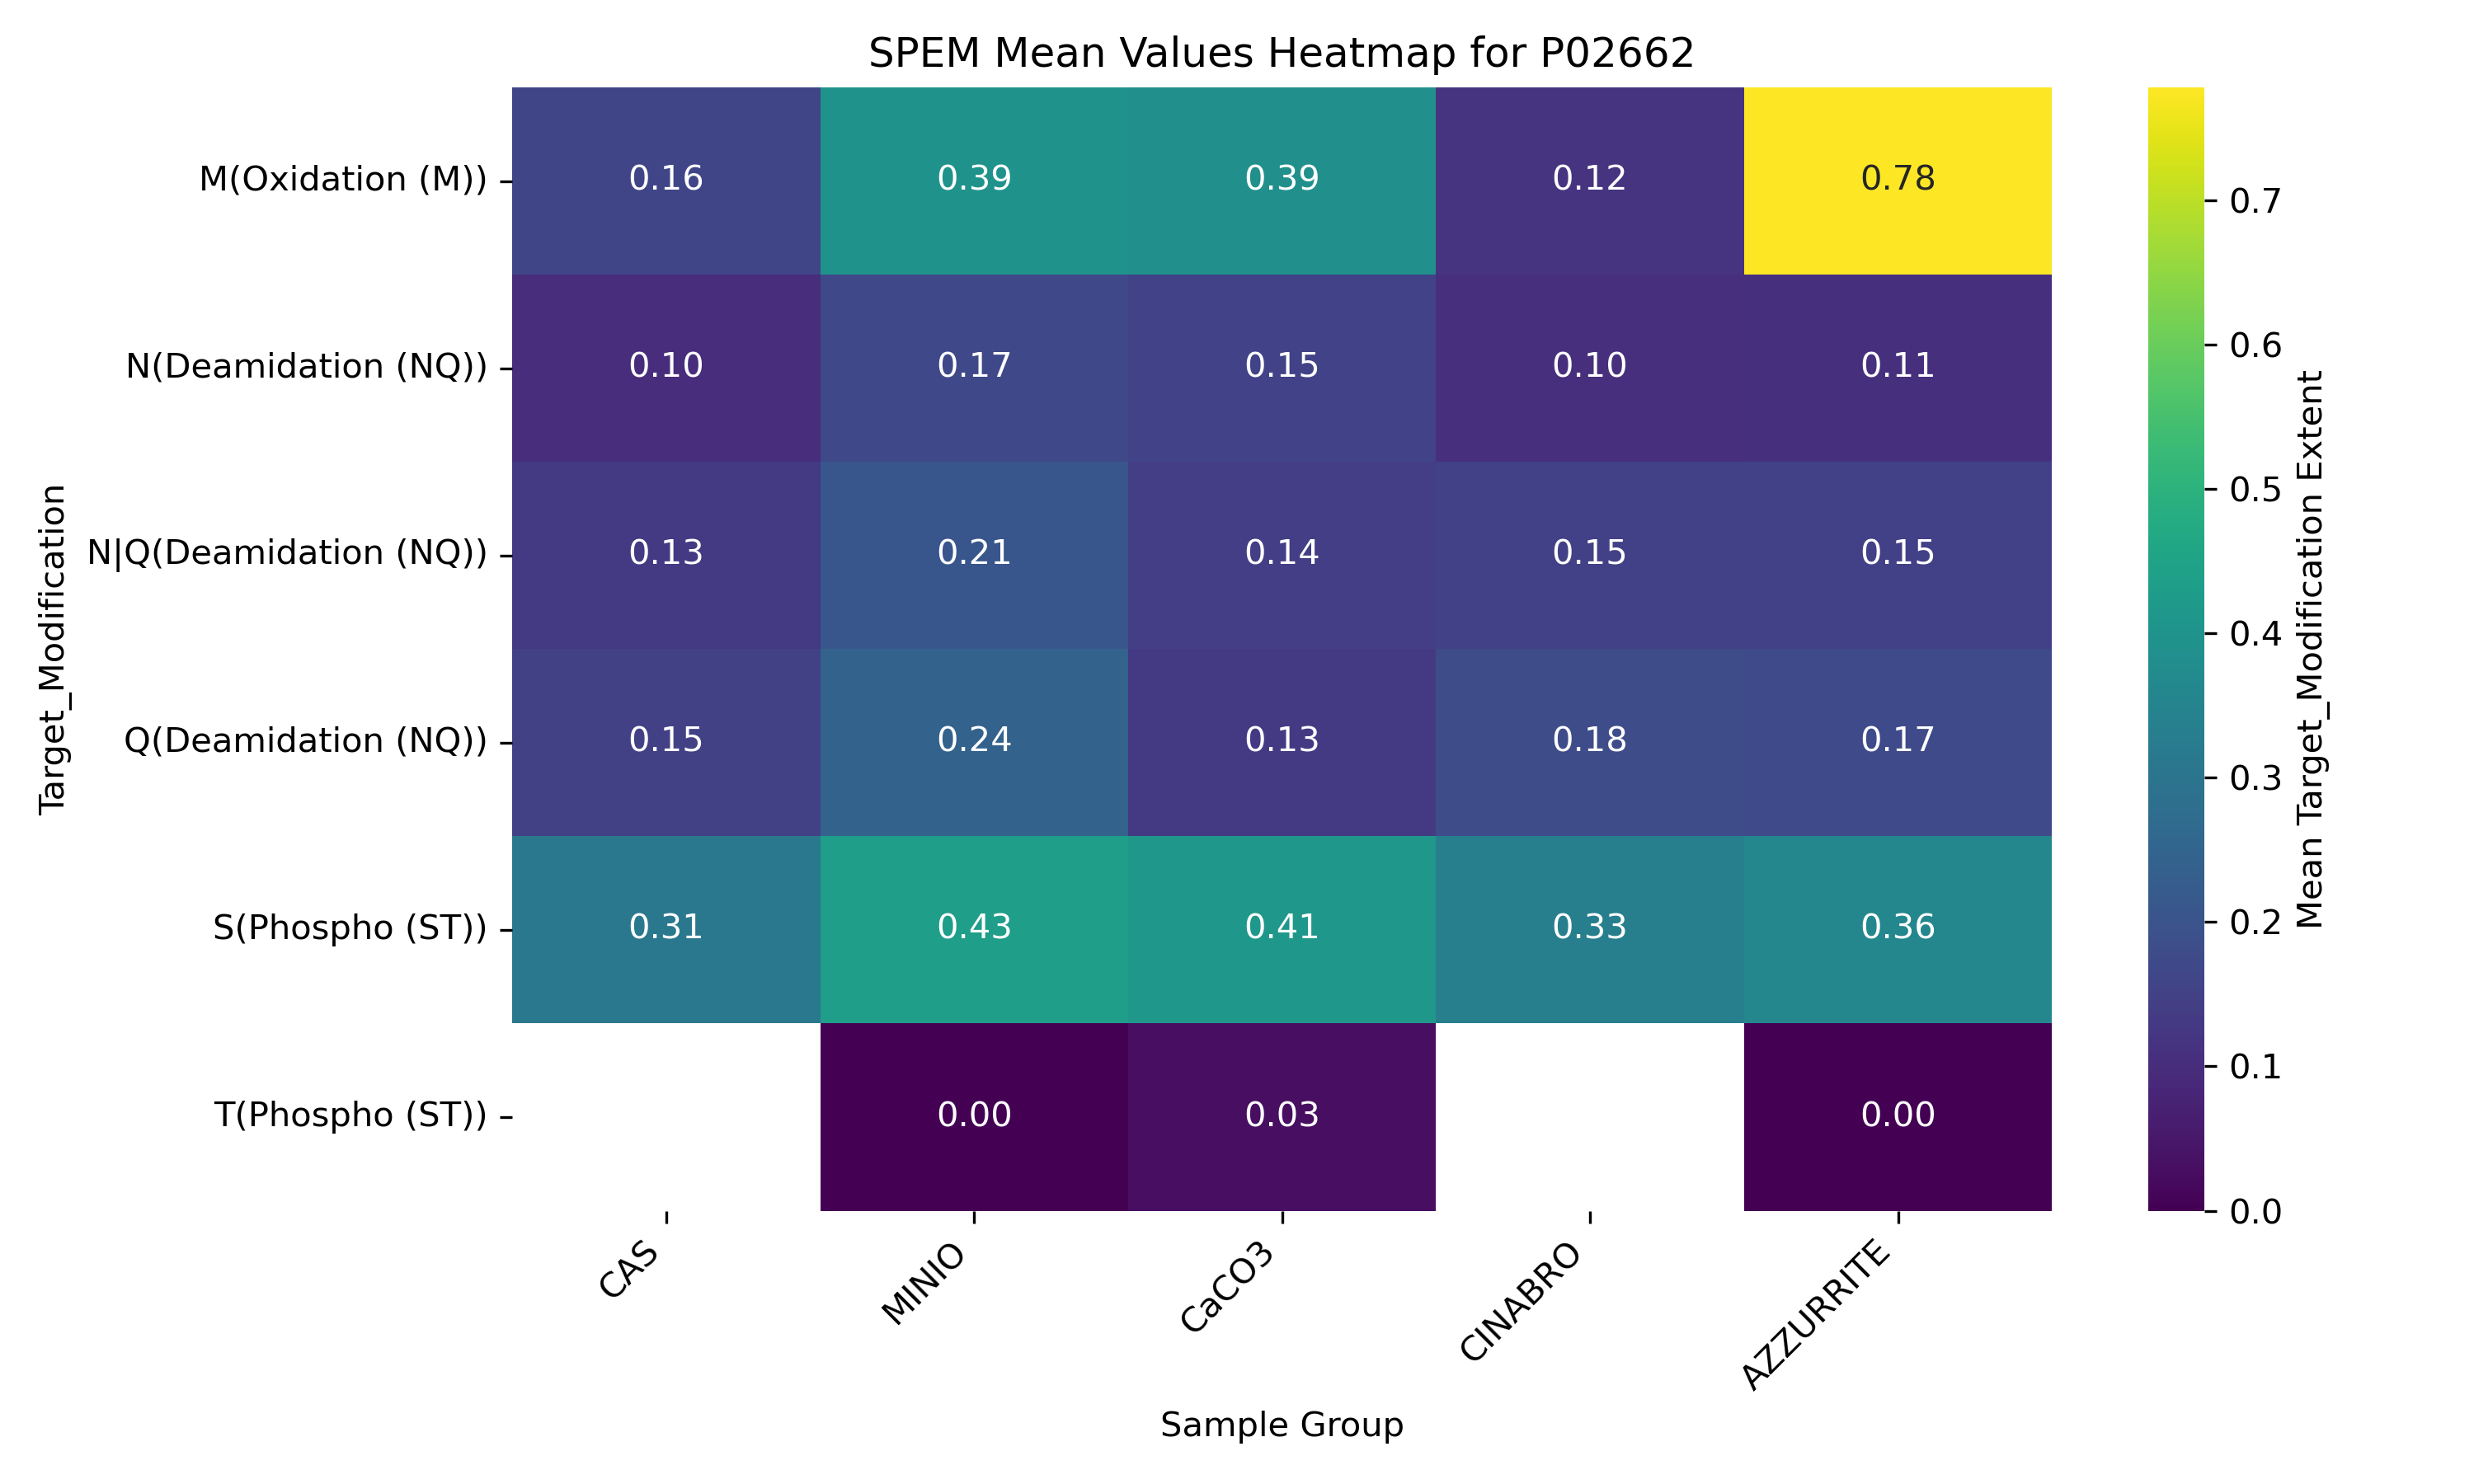 SPEM Mean Values Heatmap for P02662
Target_Modification
M(Oxidation (M)) 0.16 0.39 0.39 0.12 0.78
N(Deamidation (NQ)) 0.10 0.17 0.15 0.10 0.11
N|Q(Deamidation (NQ)) 0.13 0.21 0.14 0.15 0.15
Q(Deamidation (NQ)) 0.15 0.24 0.13 0.18 0.17
S(Phospho (ST)) 0.31 0.43 0.41 0.33 0.36
T(Phospho (ST)) 0.00 0.03 0.00
CAS MINIO CaCO3 CINABRO AZZURRITE
Sample Group
0.7
0.6
0.5
0.4
0.3
0.2
0.1
0.0
Mean Target_Modification Extent